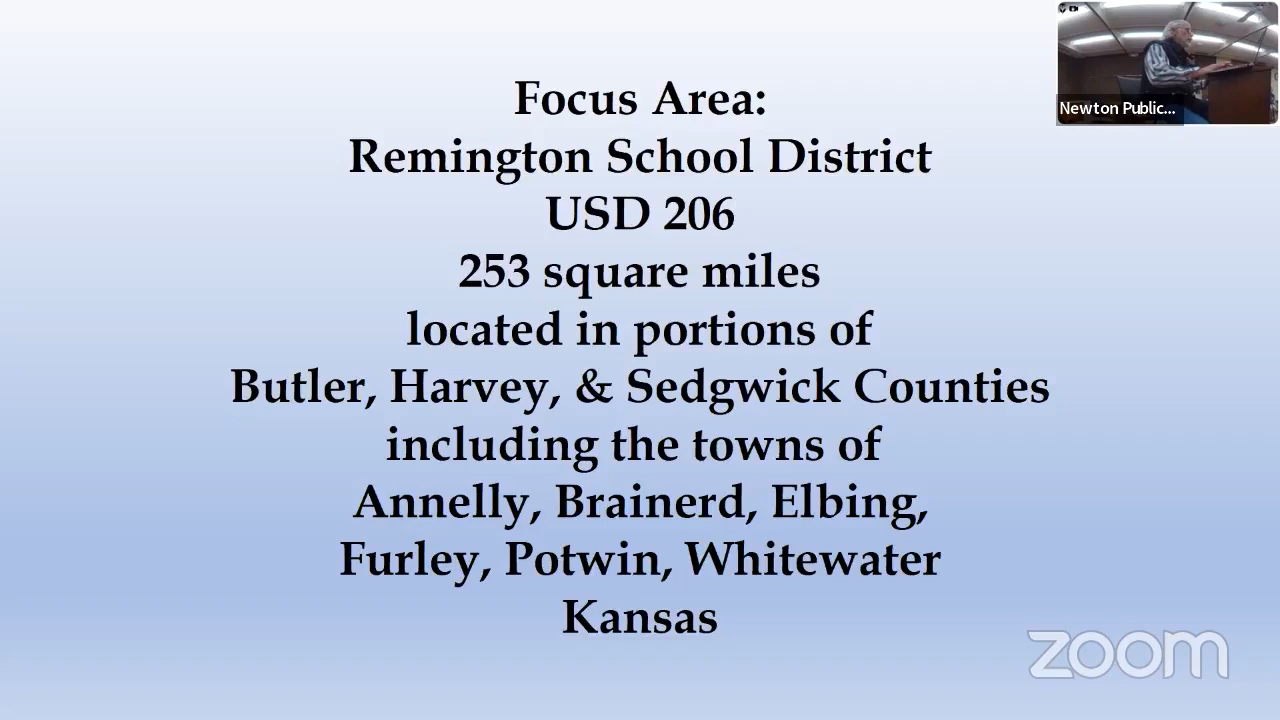 Focus Area:
Remington School District
USD 206
253 square miles
located in portions of
Butler, Harvey, & Sedgwick Counties
including the towns of
Annelly, Brainerd, Elbing,
Furley, Potwin, Whitewater
Kansas
Newton Public...
zoom